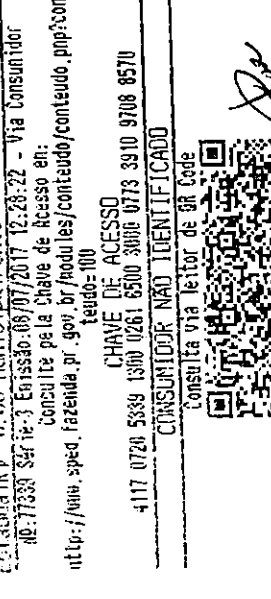 NO:77339 Série:3 Emissão:08/07/2017 12:28:22 - Via Consumidor
Consulte pela Chave de Acesso em:
http://www.sped.fazenda.pr.gov.br/modules/conteudo/conteudo.php?con
teudo=100
CHAVE DE ACESSO
4117 0720 5339 1300 0261 6500 3000 0773 3910 9708 8570
CONSUMIDOR NÃO IDENTIFICADO
Consulta via leitor de QR Code